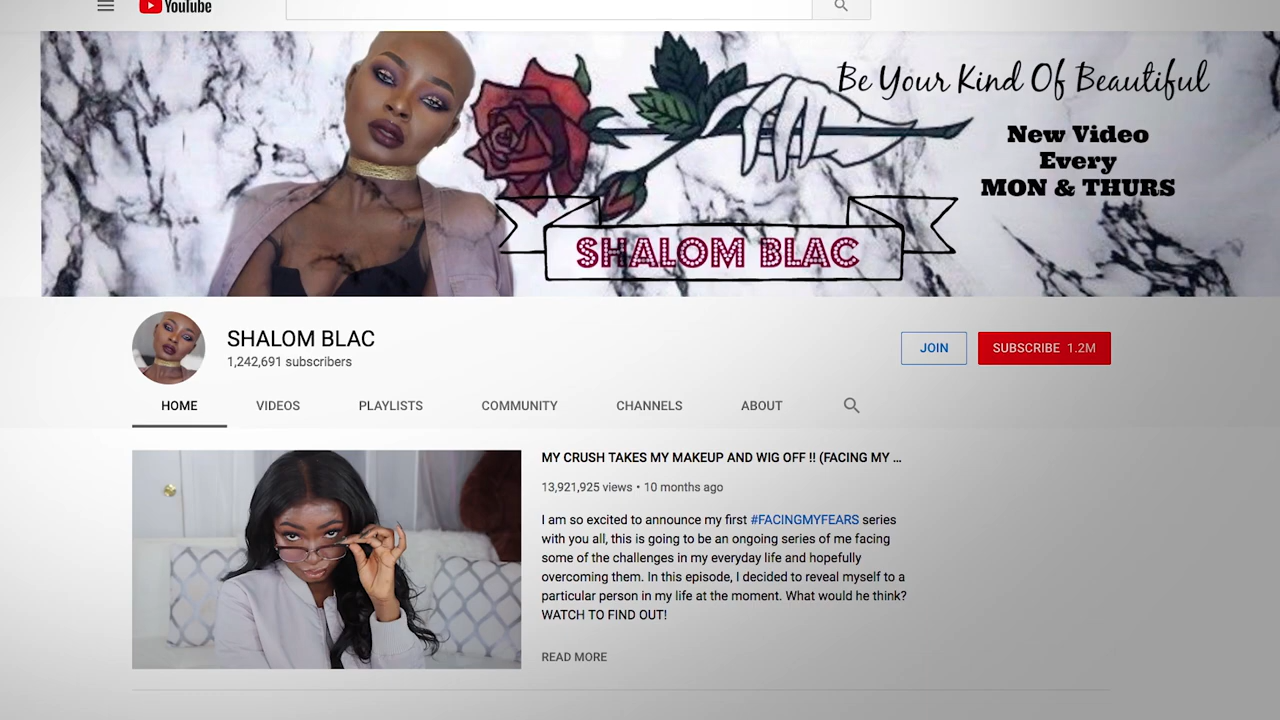 YouTube
Be Your Kind Of Beautiful
New Video
Every
MON & THURS
SHALOM BLAC
SHALOM BLAC
1,242,691 subscribers
JOIN
SUBSCRIBE 1.2M
HOME
VIDEOS
PLAYLISTS
COMMUNITY
CHANNELS
ABOUT
MY CRUSH TAKES MY MAKEUP AND WIG OFF !! (FACING MY ...
13,921,925 views • 10 months ago
I am so excited to announce my first #FACINGMYFEARS series
with you all, this is going to be an ongoing series of me facing
some of the challenges in my everyday life and hopefully
overcoming them. In this episode, I decided to reveal myself to a
particular person in my life at the moment. What would he think?
WATCH TO FIND OUT!
READ MORE